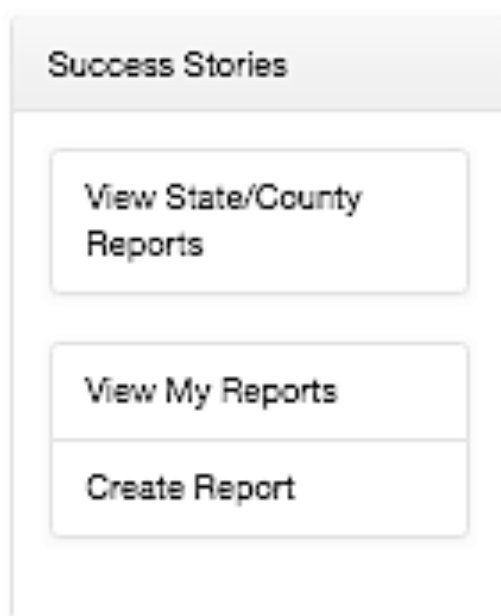 Success Stories
View State/County
Reports
View My Reports
Create Report